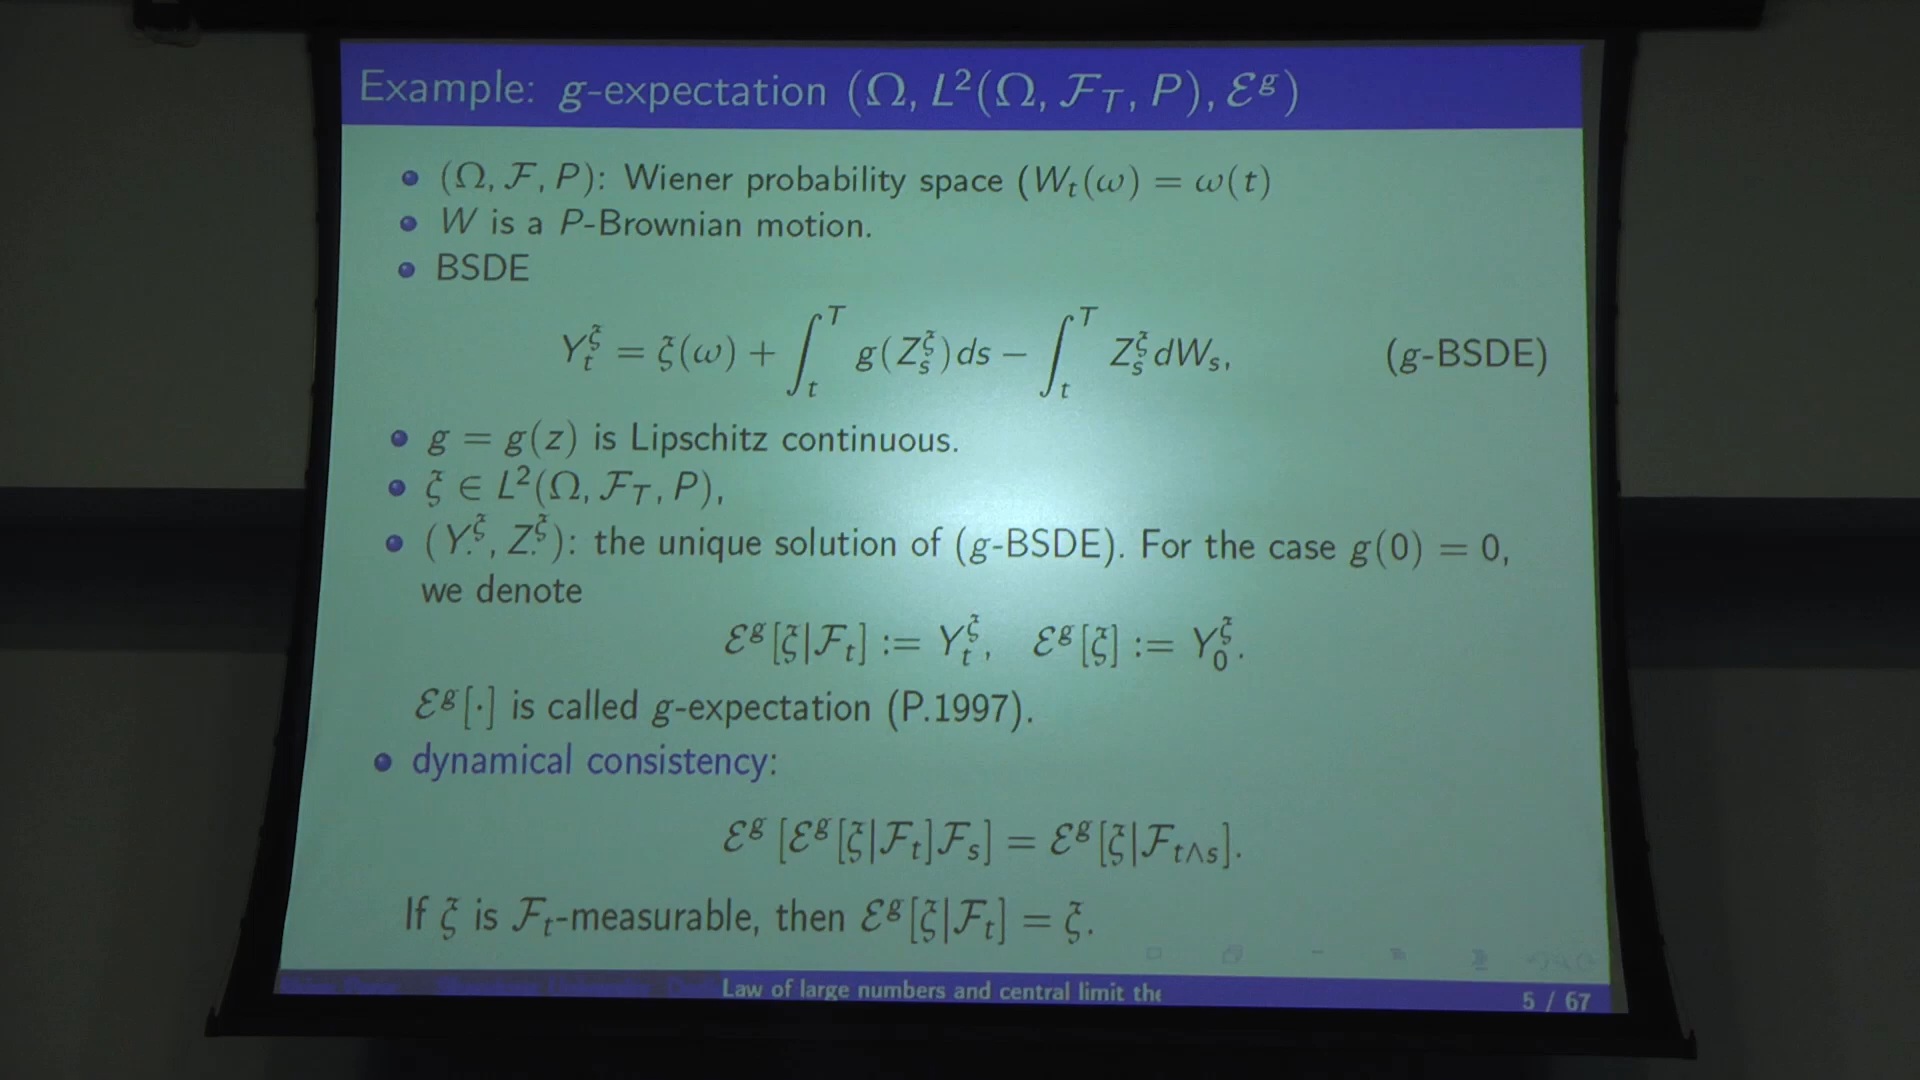 Example: g-expectation (Ω, L²(Ω, ℱ_T, P), ℰ^g)
• (Ω, ℱ, P): Wiener probability space (W_t(ω) = ω(t)
• W is a P-Brownian motion.
• BSDE
Y_t^ξ = ξ(ω) + ∫_t^T g(Z_s^ξ)ds − ∫_t^T Z_s^ξ dW_s, (g-BSDE)
• g = g(z) is Lipschitz continuous.
• ξ ∈ L²(Ω, ℱ_T, P),
• (Y_·^ξ, Z_·^ξ): the unique solution of (g-BSDE). For the case g(0) = 0,
we denote
ℰ^g[ξ|ℱ_t] := Y_t^ξ, ℰ^g[ξ] := Y_0^ξ.
ℰ^g[·] is called g-expectation (P.1997).
• dynamical consistency:
ℰ^g [ℰ^g[ξ|ℱ_t]ℱ_s] = ℰ^g[ξ|ℱ_{t∧s}].
If ξ is ℱ_t-measurable, then ℰ^g[ξ|ℱ_t] = ξ.
Law of large numbers and central limit the
5 / 67